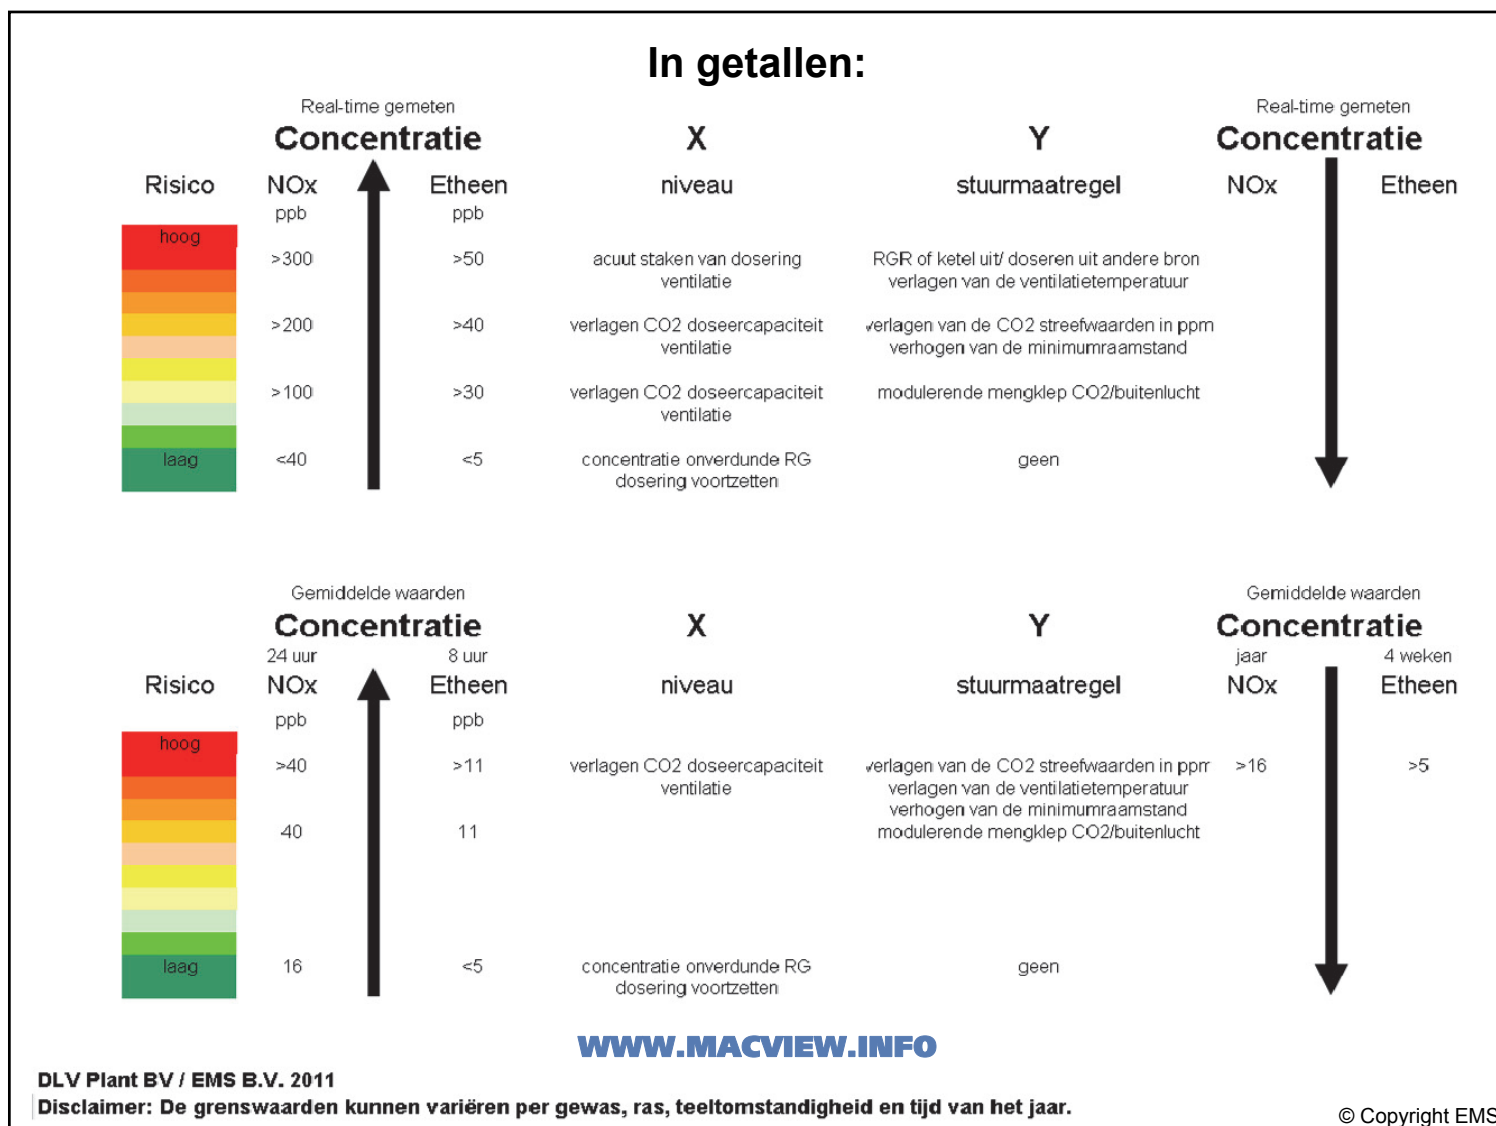 In getallen:
Real-time gemeten Real-time gemeten
Concentratie X Y Concentratie
Risico NOx Etheen niveau stuurmaatregel NOx Etheen
ppb ppb
hoog
>300 >50 acuut staken van dosering RGR of ketel uit/ doseren uit andere bron
ventilatie verlagen van de ventilatietemperatuur
>200 >40 verlagen CO2 doseercapaciteit verlagen van de CO2 streefwaarden in ppm
ventilatie verhogen van de minimumraamstand
>100 >30 verlagen CO2 doseercapaciteit modulerende mengklep CO2/buitenlucht
ventilatie
laag <40 <5 concentratie onverdunde RG geen
dosering voortzetten
Gemiddelde waarden Gemiddelde waarden
Concentratie X Y Concentratie
24 uur 8 uur jaar 4 weken
Risico NOx Etheen niveau stuurmaatregel NOx Etheen
ppb ppb
hoog
>40 >11 verlagen CO2 doseercapaciteit verlagen van de CO2 streefwaarden in ppm >16 >5
ventilatie verlagen van de ventilatietemperatuur
verhogen van de minimumraamstand
40 11 modulerende mengklep CO2/buitenlucht
laag 16 <5 concentratie onverdunde RG geen
dosering voortzetten
WWW.MACVIEW.INFO
DLV Plant BV / EMS B.V. 2011
Disclaimer: De grenswaarden kunnen variëren per gewas, ras, teeltomstandigheid en tijd van het jaar.
© Copyright EMS